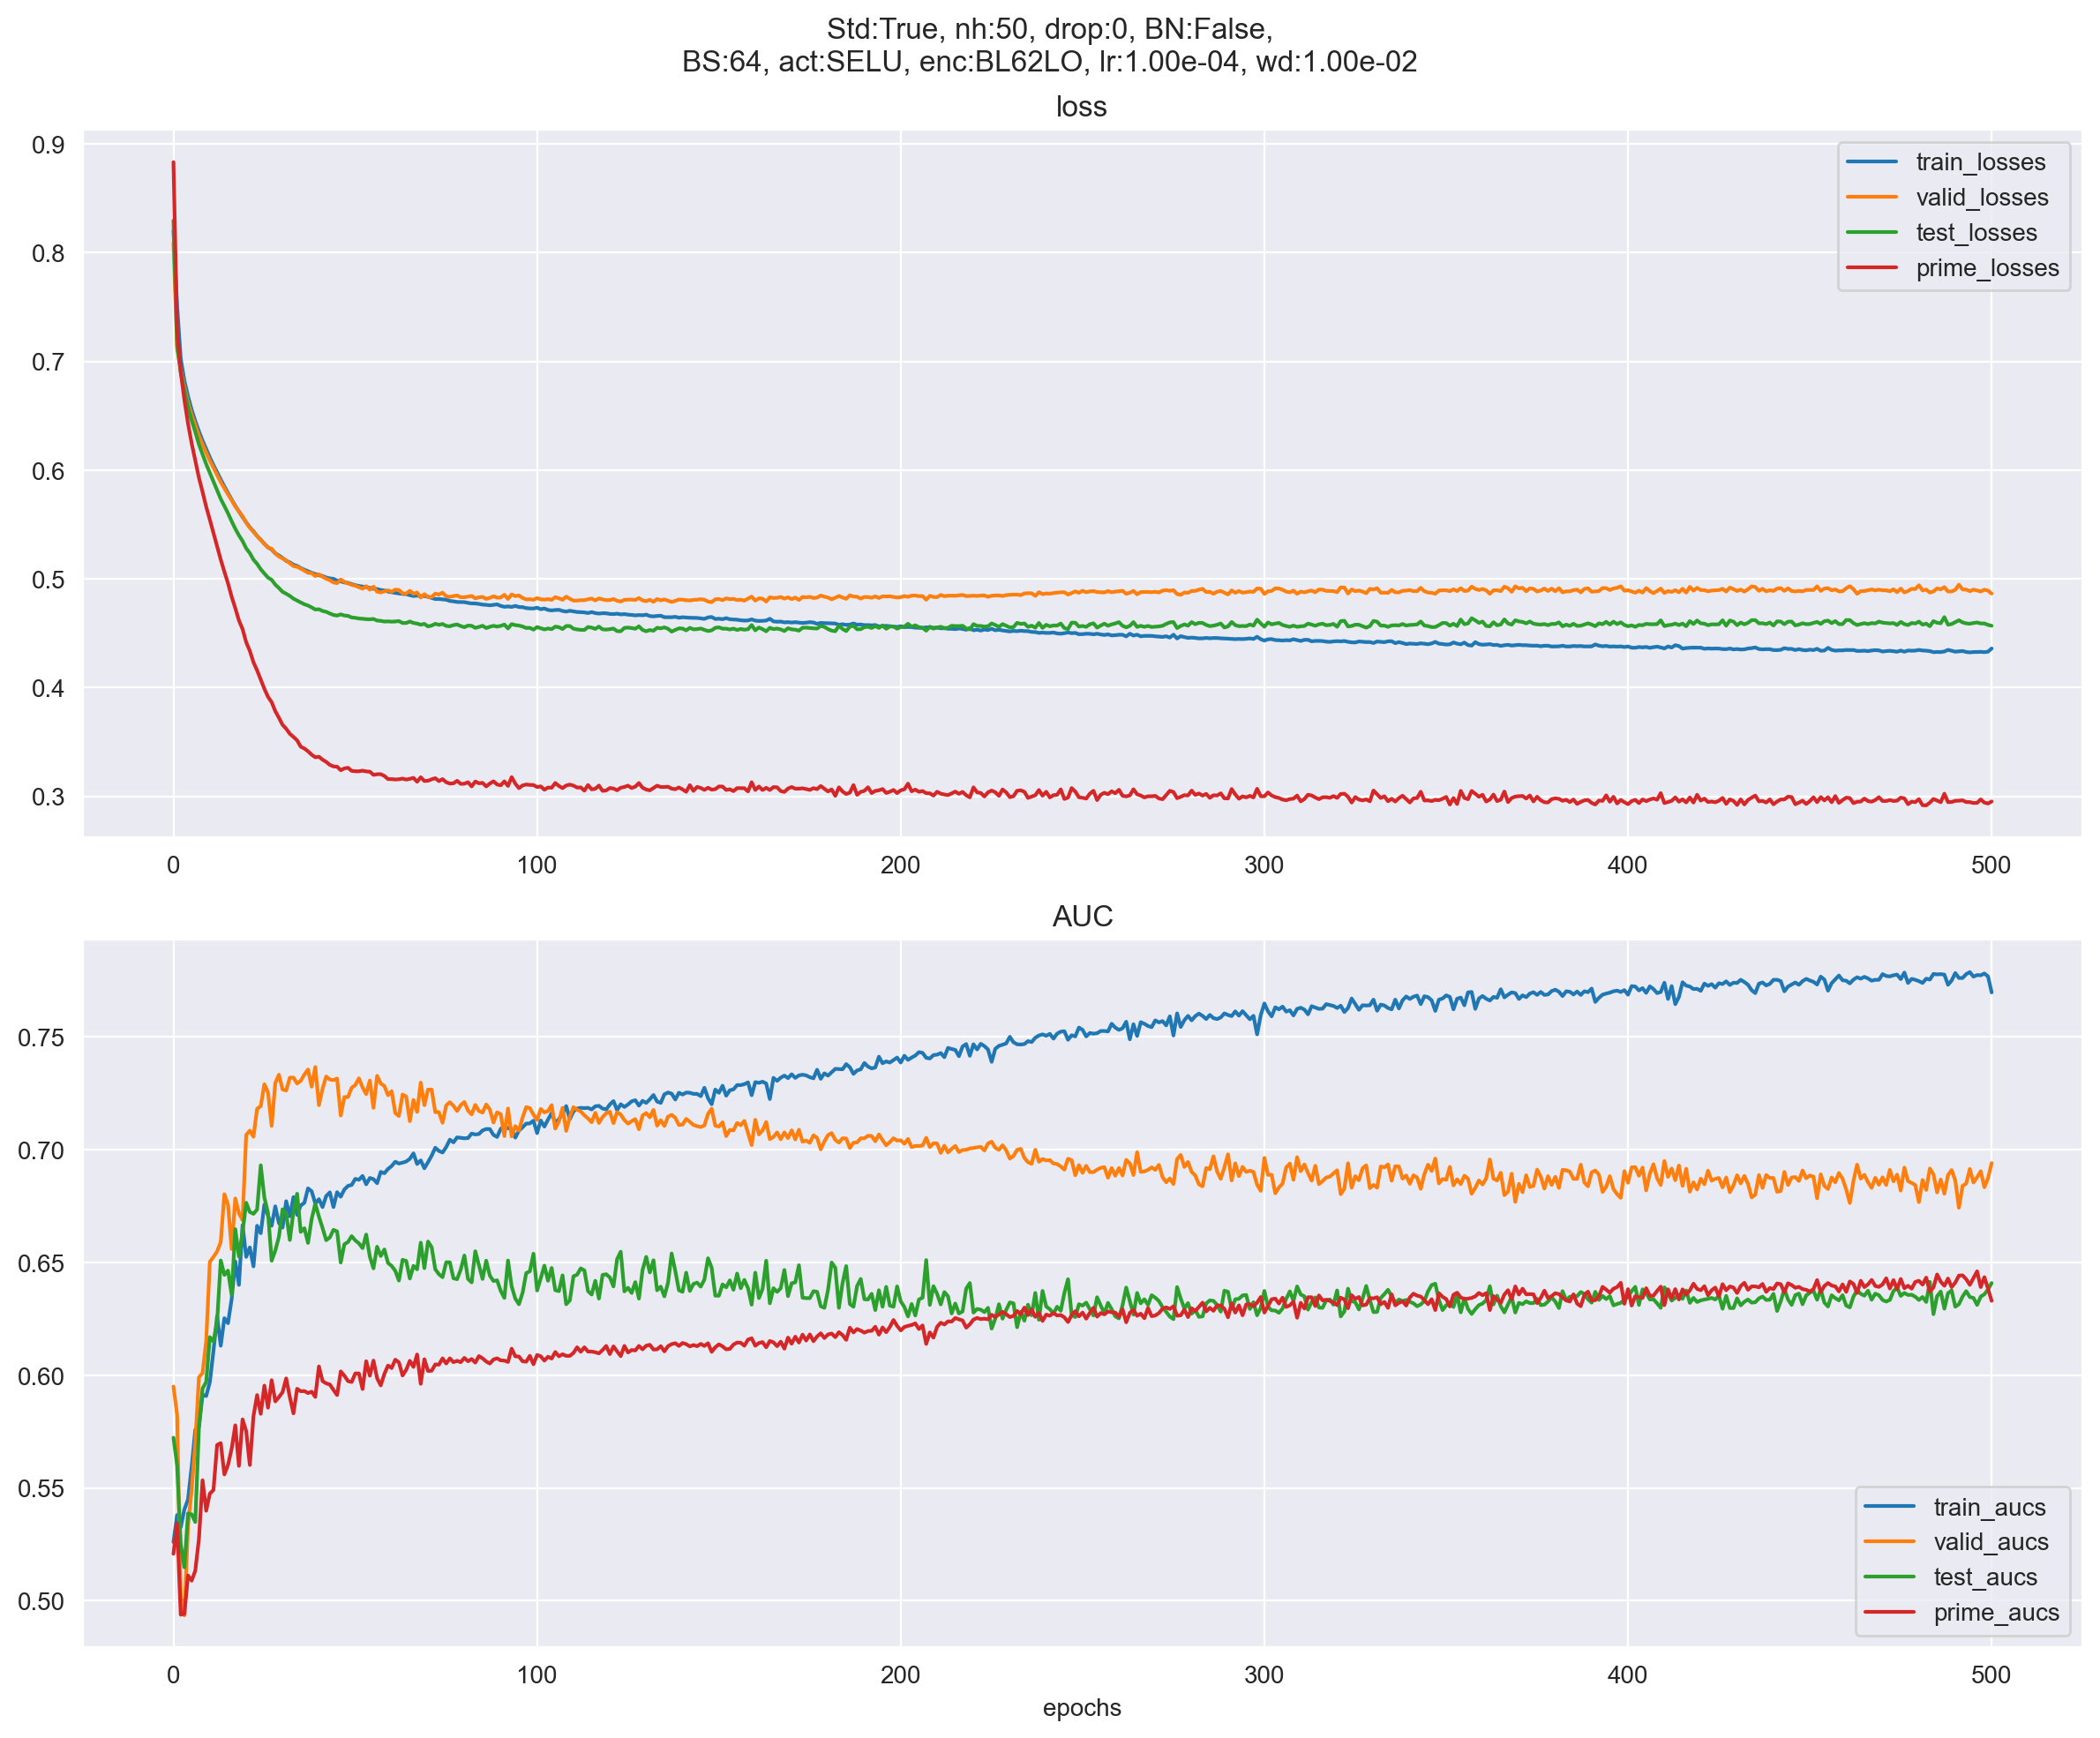 Std:True, nh:50, drop:0, BN:False,
BS:64, act:SELU, enc:BL62LO, lr:1.00e-04, wd:1.00e-02
loss
0.9
0.8
0.7
0.6
0.5
0.4
0.3
train_losses
valid_losses
test_losses
prime_losses
0 100 200 300 400 500
AUC
0.75
0.70
0.65
0.60
0.55
0.50
train_aucs
valid_aucs
test_aucs
prime_aucs
0 100 200 300 400 500
epochs